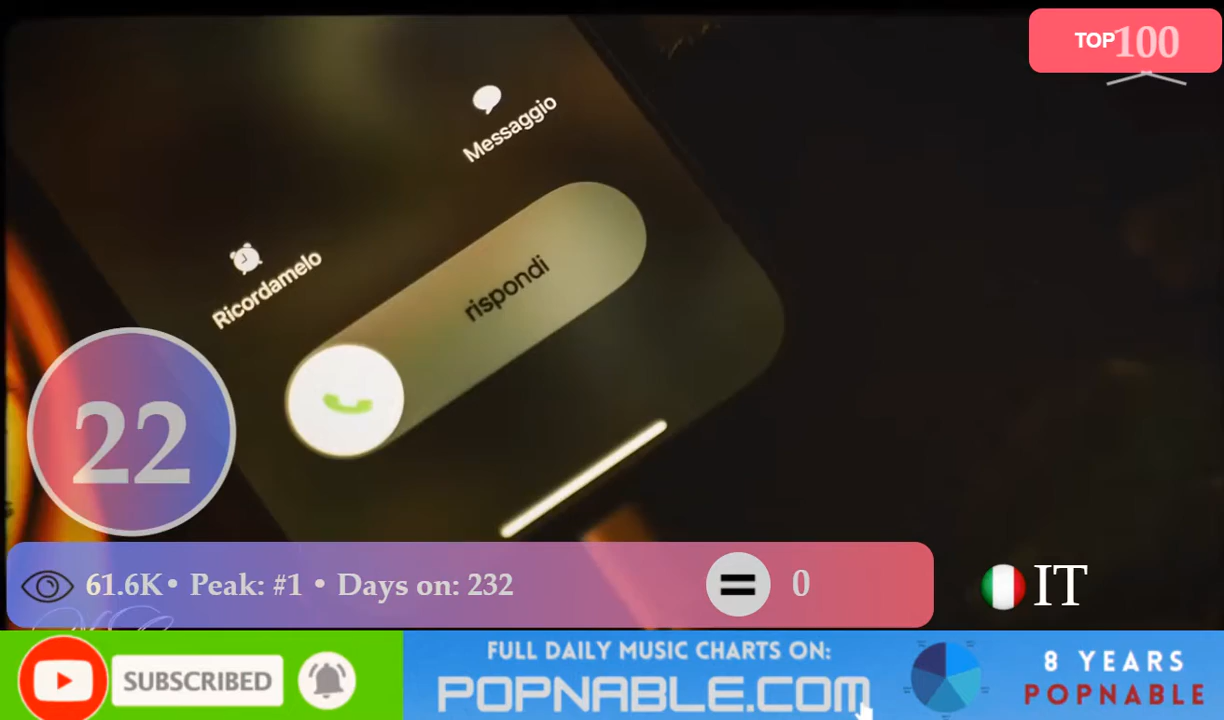 TOP100
Messaggio
Ricordamelo
rispondi
22
61.6K • Peak: #1 • Days on: 232
= 0
IT
SUBSCRIBED
FULL DAILY MUSIC CHARTS ON:
POPNABLE.COM
8 YEARS
POPNABLE